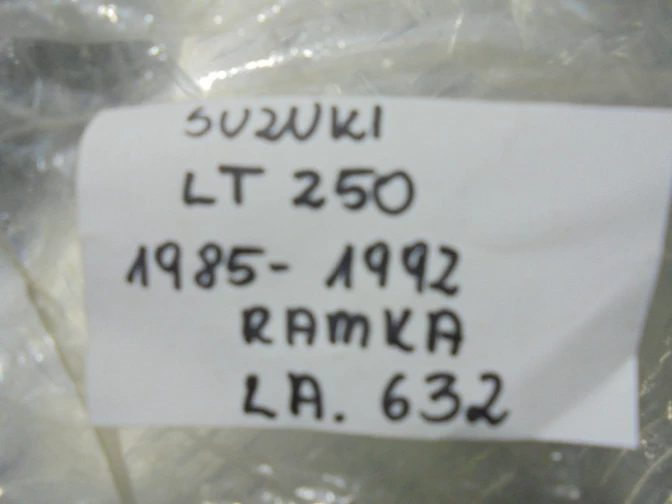 SUZUKI
LT 250
1985- 1992
RAMKA
LA. 632